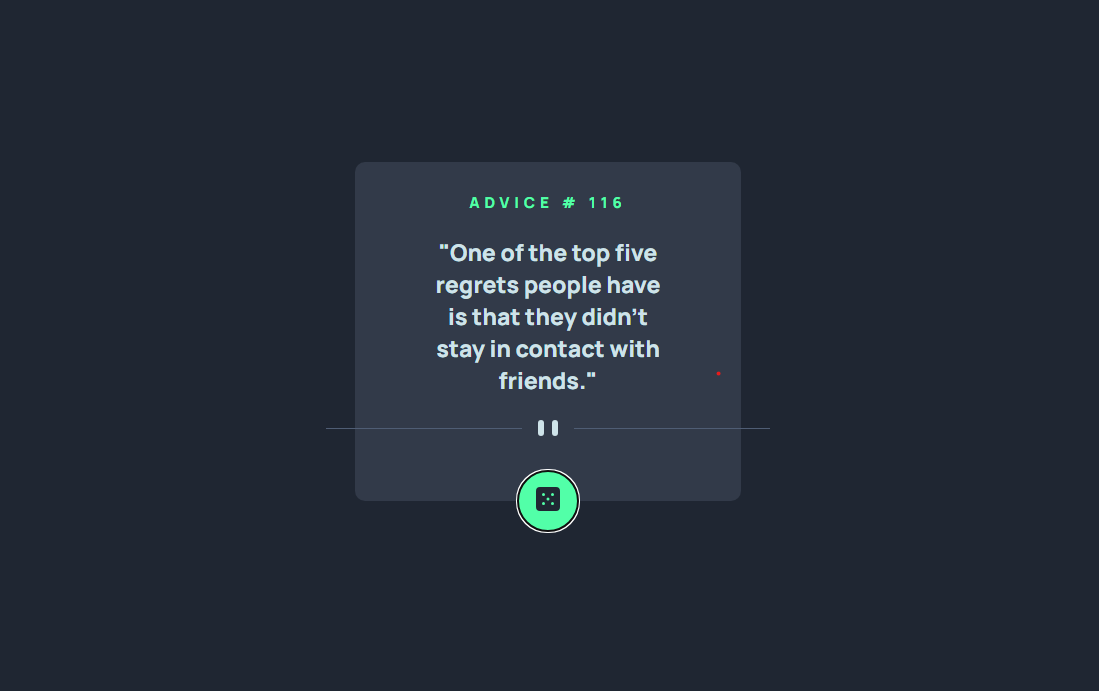 ADVICE # 116
"One of the top five
regrets people have
is that they didn't
stay in contact with
friends."